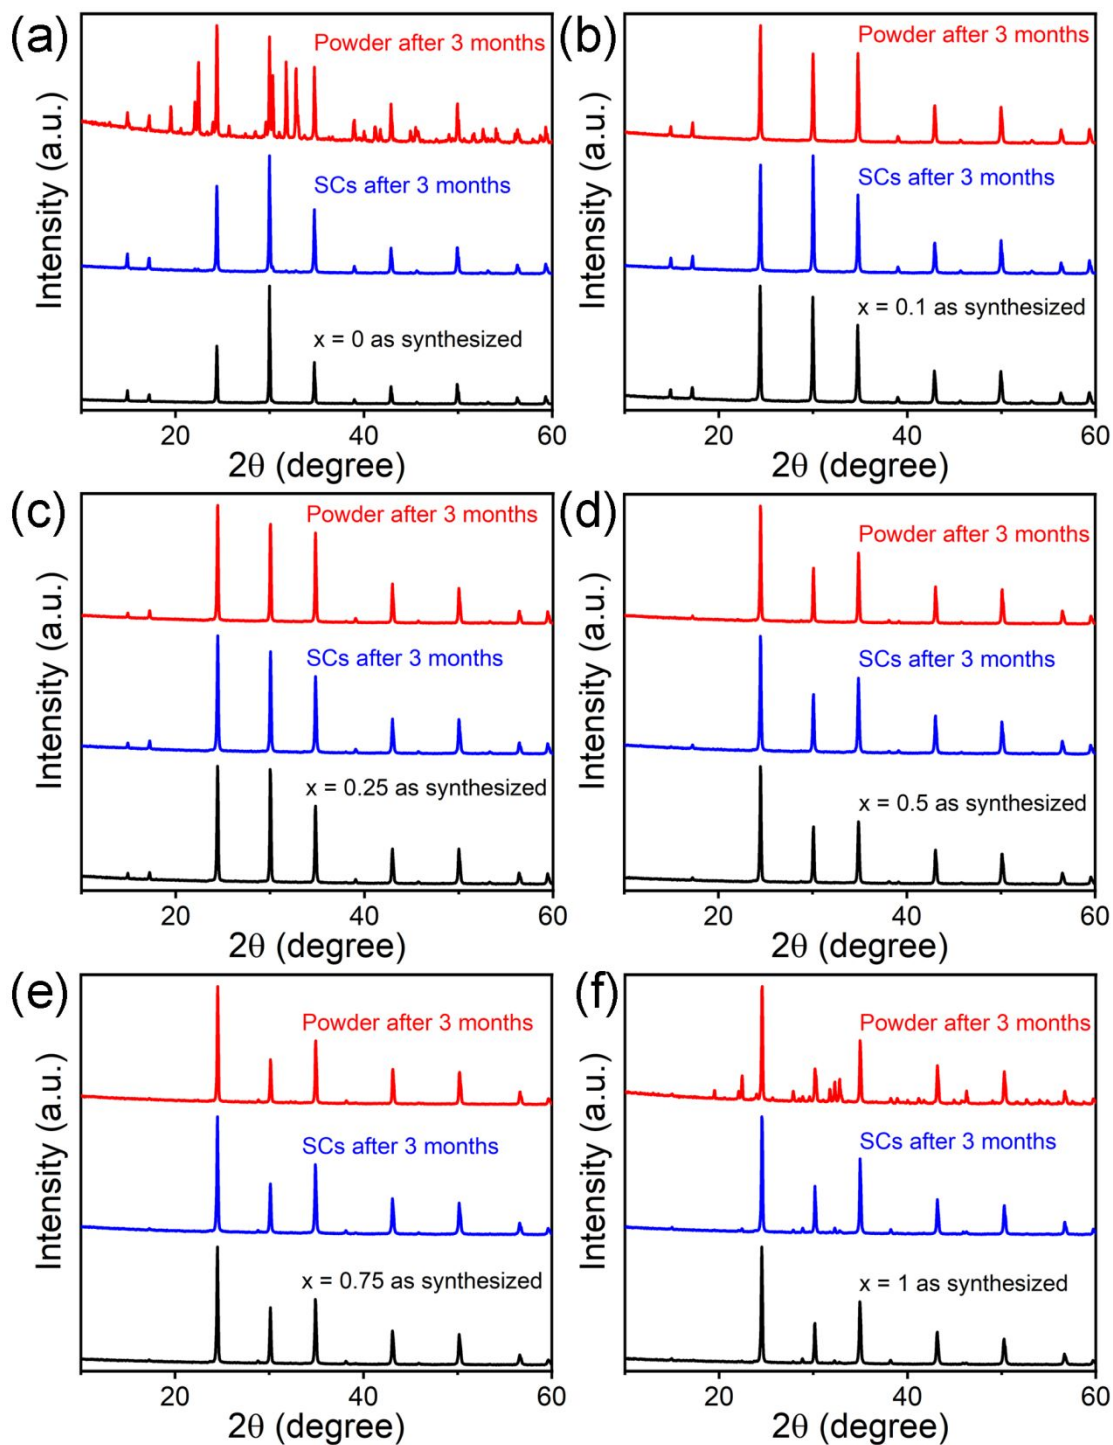 (a)
Powder after 3 months
SCs after 3 months
x = 0 as synthesized
Intensity (a.u.)
20 40 60
2θ (degree)
(b)
Powder after 3 months
SCs after 3 months
x = 0.1 as synthesized
Intensity (a.u.)
20 40 60
2θ (degree)
(c)
Powder after 3 months
SCs after 3 months
x = 0.25 as synthesized
Intensity (a.u.)
20 40 60
2θ (degree)
(d)
Powder after 3 months
SCs after 3 months
x = 0.5 as synthesized
Intensity (a.u.)
20 40 60
2θ (degree)
(e)
Powder after 3 months
SCs after 3 months
x = 0.75 as synthesized
Intensity (a.u.)
20 40 60
2θ (degree)
(f)
Powder after 3 months
SCs after 3 months
x = 1 as synthesized
Intensity (a.u.)
20 40 60
2θ (degree)